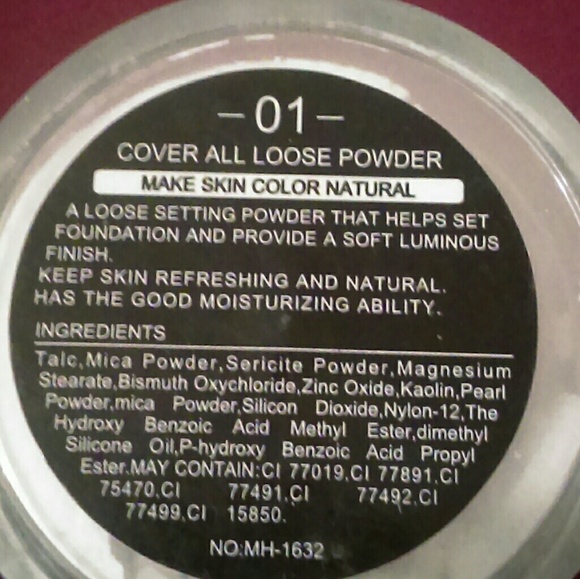 -01-
COVER ALL LOOSE POWDER
MAKE SKIN COLOR NATURAL
A LOOSE SETTING POWDER THAT HELPS SET
FOUNDATION AND PROVIDE A SOFT LUMINOUS
FINISH.
KEEP SKIN REFRESHING AND NATURAL.
HAS THE GOOD MOISTURIZING ABILITY.
INGREDIENTS
Talc,Mica Powder,Sericite Powder,Magnesium
Stearate,Bismuth Oxychloride,Zinc Oxide,Kaolin,Pearl
Powder,mica Powder,Silicon Dioxide,Nylon-12,The
Hydroxy Benzoic Acid Methyl Ester,dimethyl
Silicone Oil,P-hydroxy Benzoic Acid Propyl
Ester.MAY CONTAIN:CI 77019.CI 77891.CI
75470.CI 77491.CI 77492.CI
77499.CI 15850.
NO:MH-1632